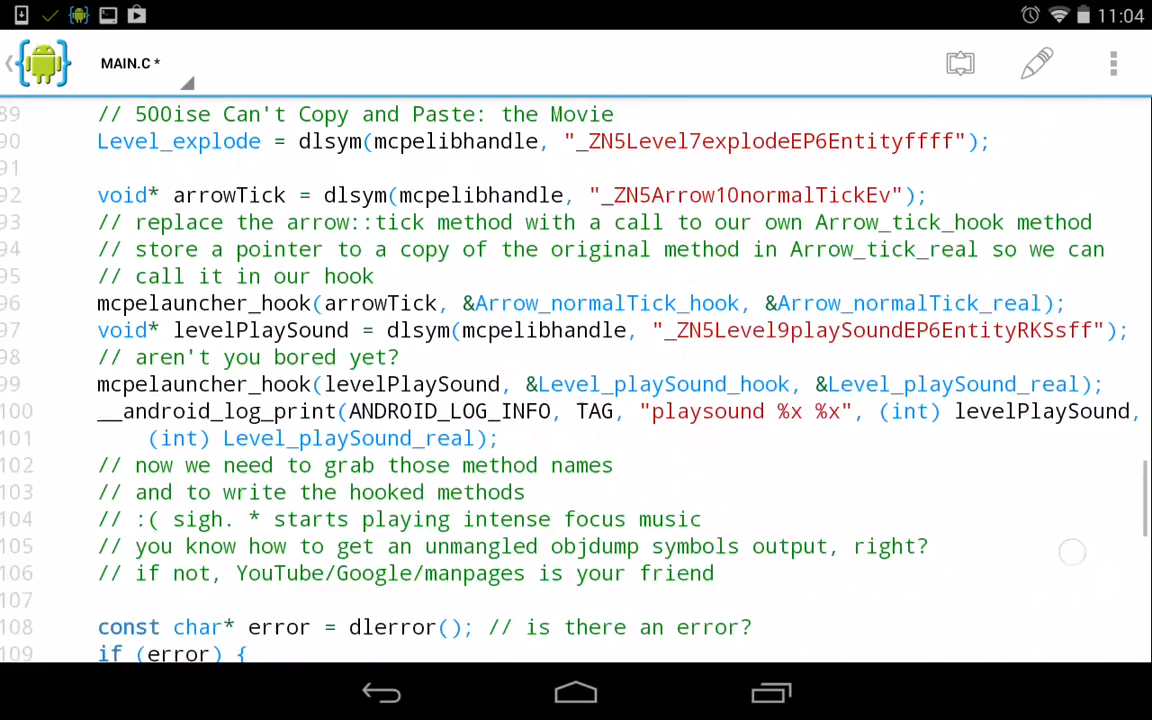 11:04
MAIN.C *
89 // 500ise Can't Copy and Paste: the Movie
90 Level_explode = dlsym(mcpelibhandle, "_ZN5Level7explodeEP6Entityffff");
91
92 void* arrowTick = dlsym(mcpelibhandle, "_ZN5Arrow10normalTickEv");
93 // replace the arrow::tick method with a call to our own Arrow_tick_hook method
94 // store a pointer to a copy of the original method in Arrow_tick_real so we can
95 // call it in our hook
96 mcpelauncher_hook(arrowTick, &Arrow_normalTick_hook, &Arrow_normalTick_real);
97 void* levelPlaySound = dlsym(mcpelibhandle, "_ZN5Level9playSoundEP6EntityRKSsff");
98 // aren't you bored yet?
99 mcpelauncher_hook(levelPlaySound, &Level_playSound_hook, &Level_playSound_real);
100 __android_log_print(ANDROID_LOG_INFO, TAG, "playsound %x %x", (int) levelPlaySound,
101 (int) Level_playSound_real);
102 // now we need to grab those method names
103 // and to write the hooked methods
104 // :( sigh. * starts playing intense focus music
105 // you know how to get an unmangled objdump symbols output, right?
106 // if not, YouTube/Google/manpages is your friend
107
108 const char* error = dlerror(); // is there an error?
109 if (error) {